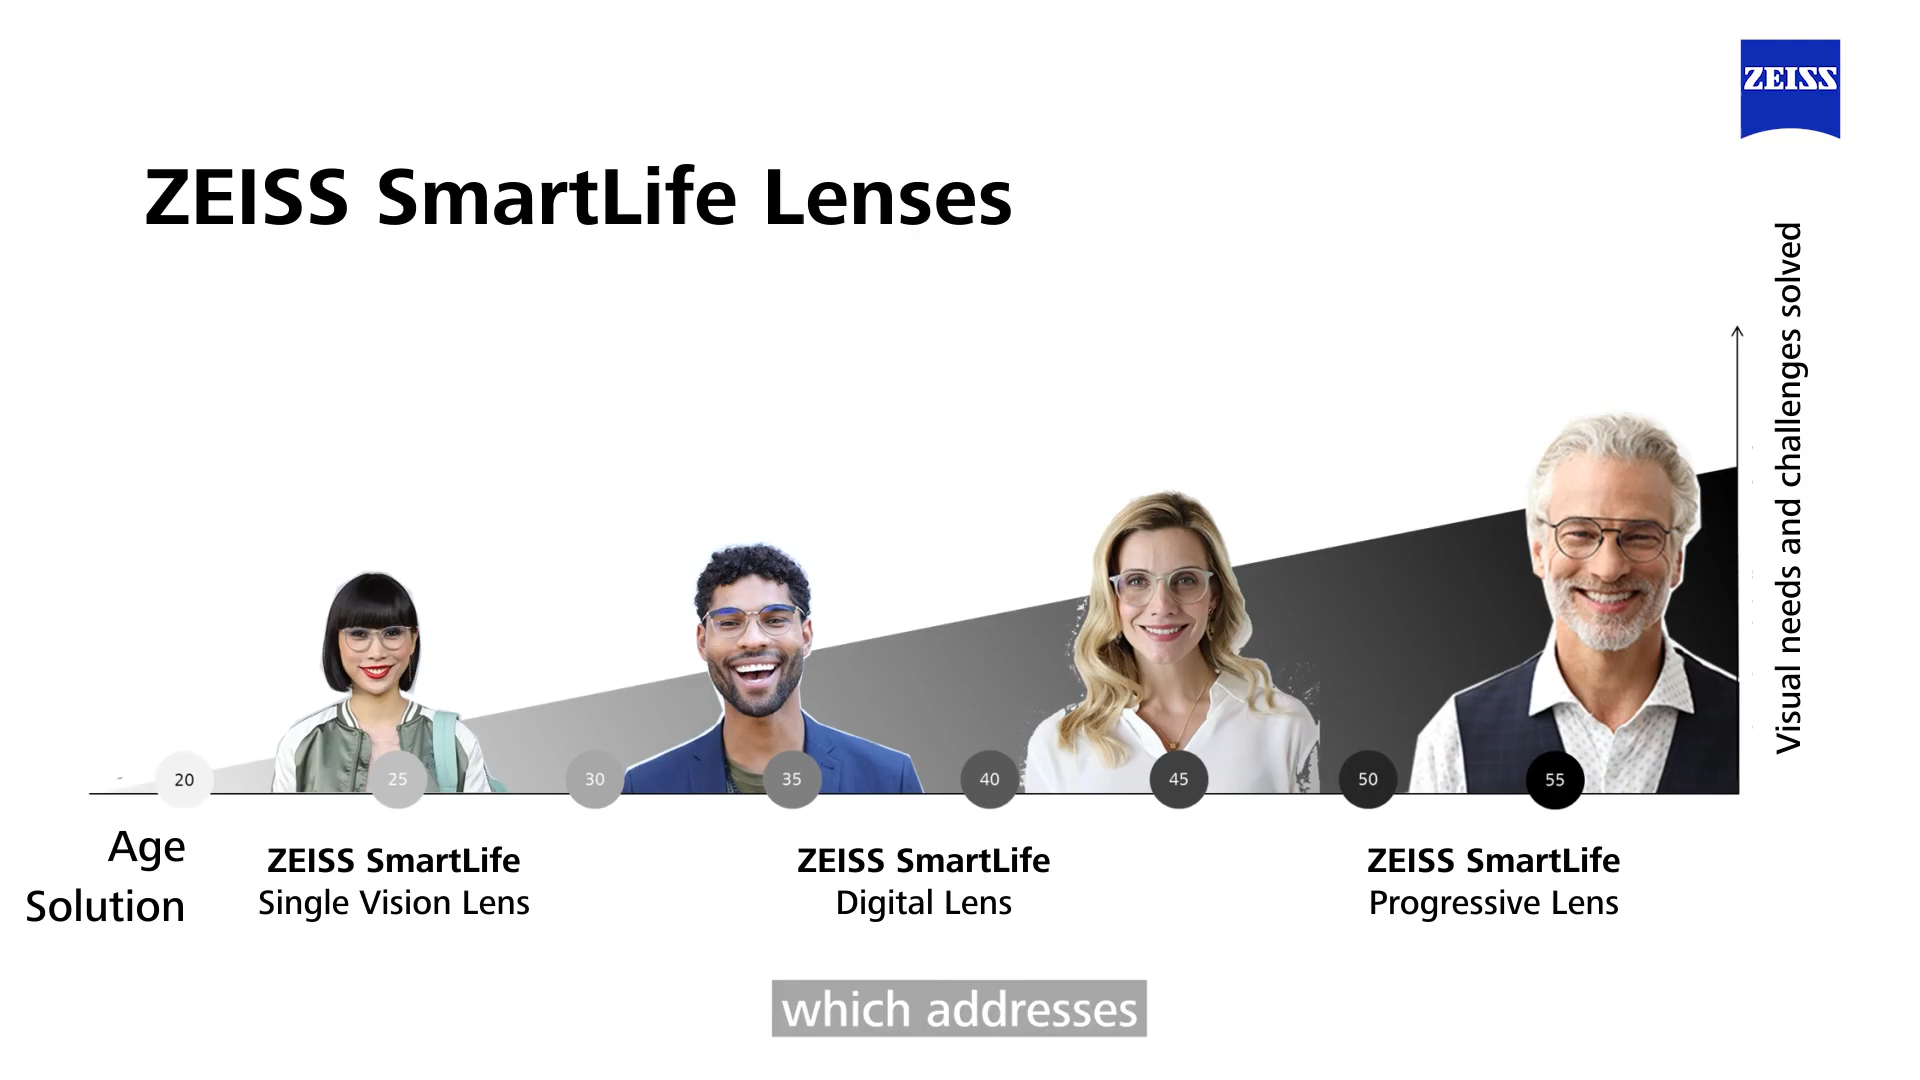 ZEISS
ZEISS SmartLife Lenses
Visual needs and challenges solved
20
25
30
35
40
45
50
55
Age
Solution
ZEISS SmartLife
Single Vision Lens
ZEISS SmartLife
Digital Lens
ZEISS SmartLife
Progressive Lens
which addresses